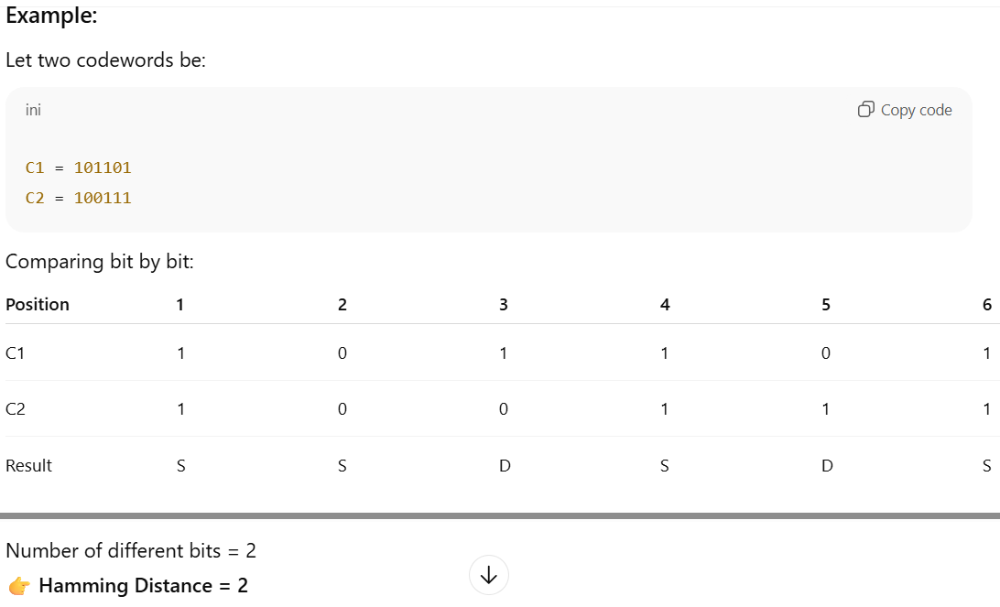 Example:
Let two codewords be:
ini Copy code
C1 = 101101
C2 = 100111
Comparing bit by bit:
Position 1 2 3 4 5 6
C1 1 0 1 1 0 1
C2 1 0 0 1 1 1
Result S S D S D S
Number of different bits = 2
👉 Hamming Distance = 2